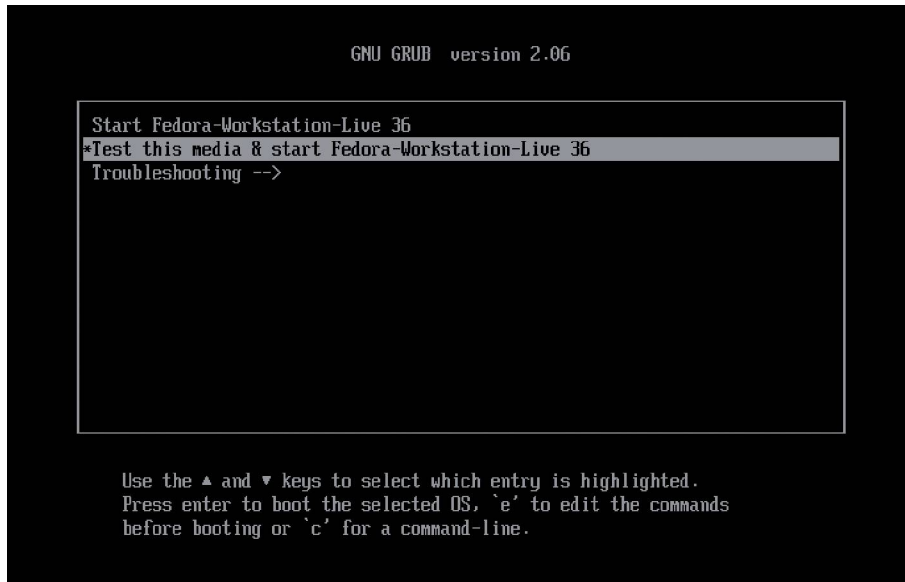 GNU GRUB version 2.06
Start Fedora-Workstation-Live 36
*Test this media & start Fedora-Workstation-Live 36
Troubleshooting -->
Use the ▲ and ▼ keys to select which entry is highlighted.
Press enter to boot the selected OS, `e' to edit the commands
before booting or `c' for a command-line.